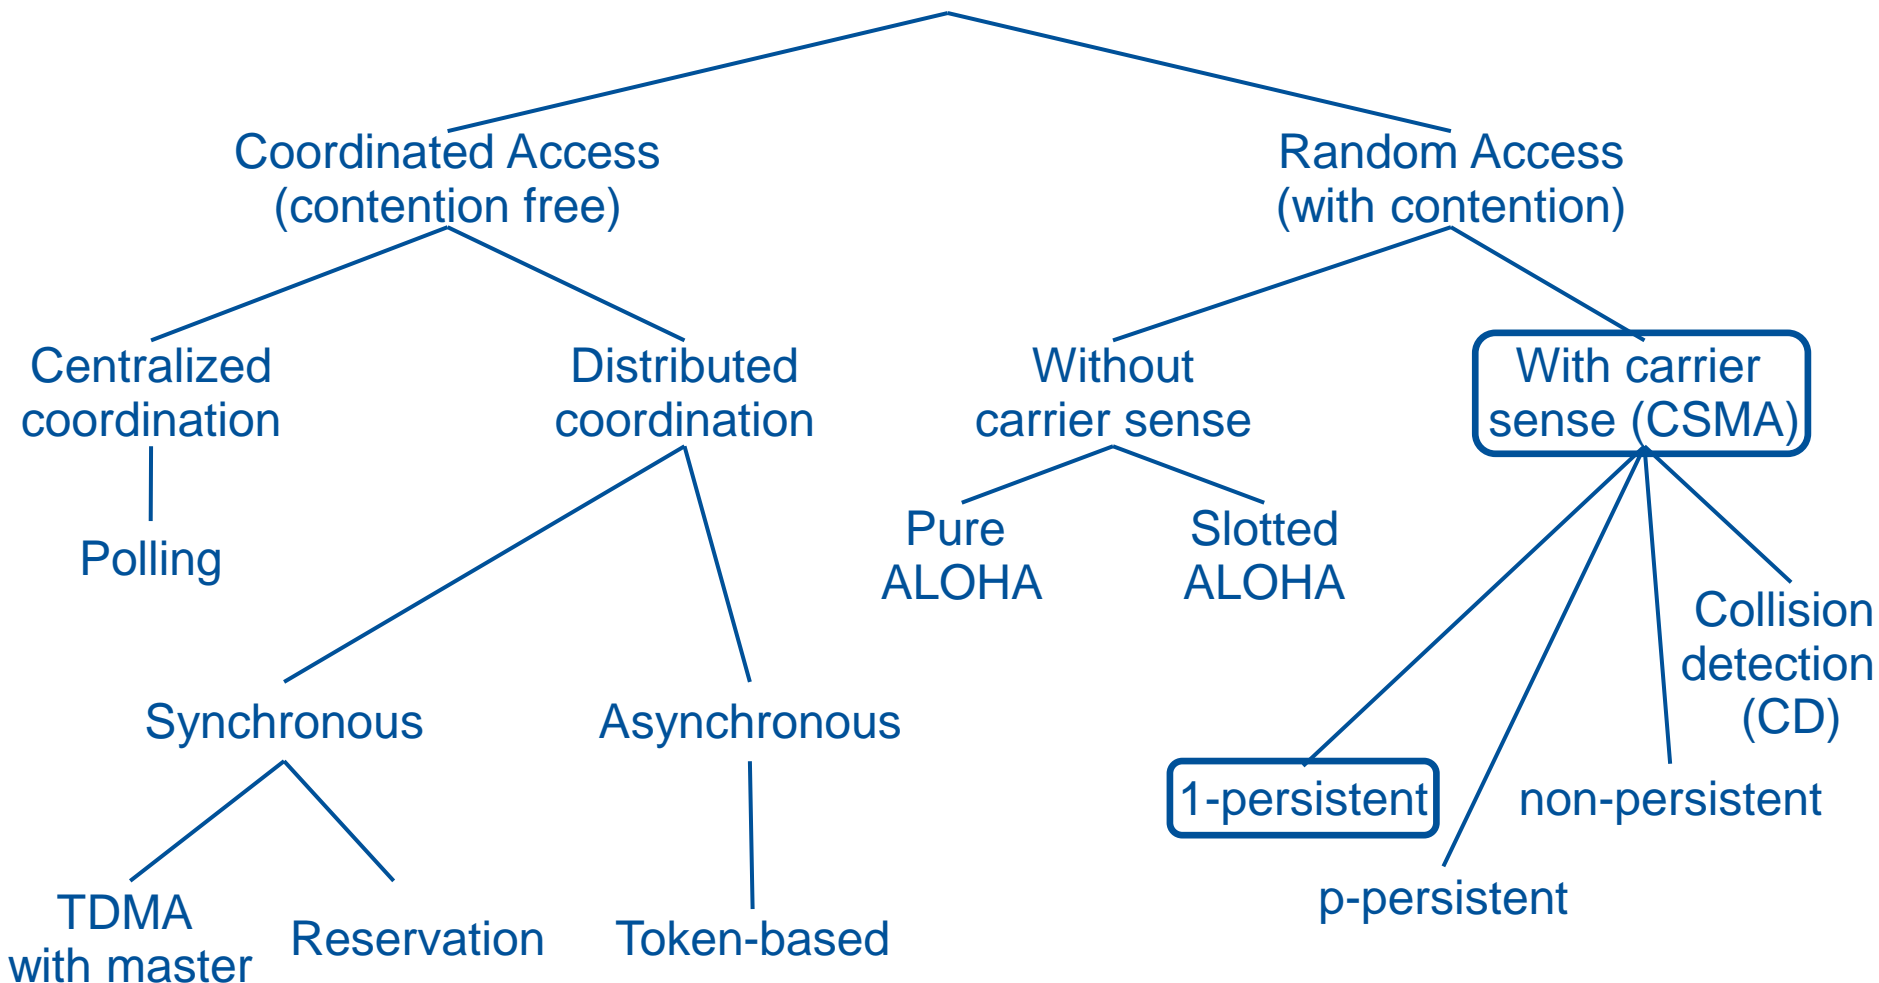 Coordinated Access
(contention free)
Random Access
(with contention)
Centralized
coordination
Distributed
coordination
Without
carrier sense
With carrier
sense (CSMA)
Polling
Pure
ALOHA
Slotted
ALOHA
Collision
detection
(CD)
Synchronous
Asynchronous
1-persistent
non-persistent
p-persistent
TDMA
with master
Reservation
Token-based